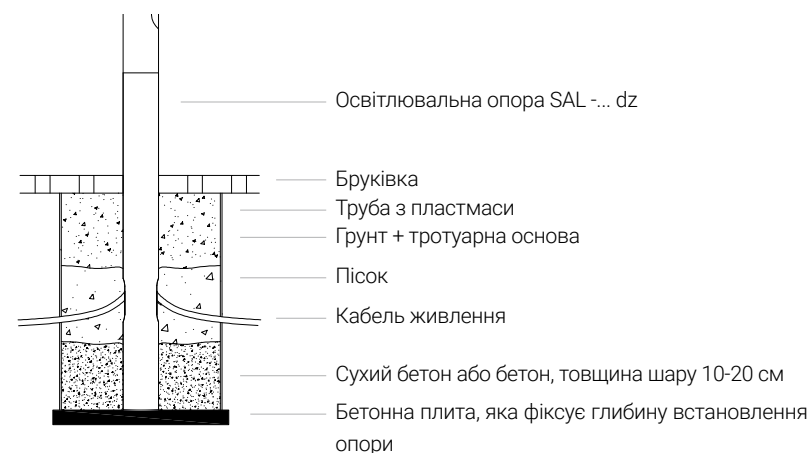 Освітлювальна опора SAL -... dz
Бруківка
Труба з пластмаси
Грунт + тротуарна основа
Пісок
Кабель живлення
Сухий бетон або бетон, товщина шару 10-20 см
Бетонна плита, яка фіксує глибину встановлення
опори